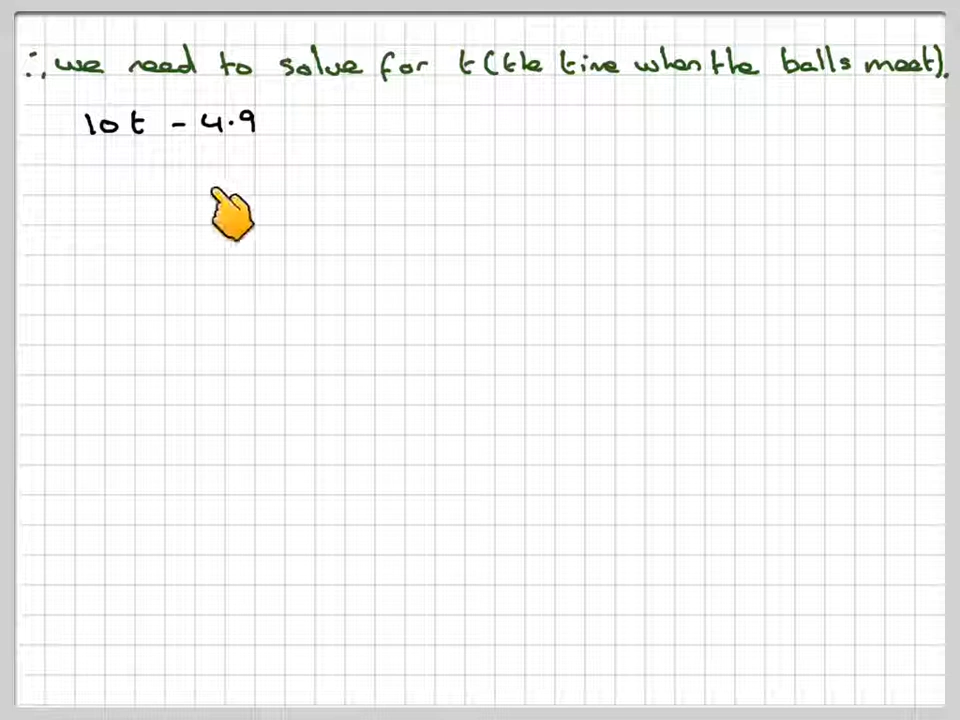 ∴ we need to solve for t (the time when the balls meet).
10t - 4.9